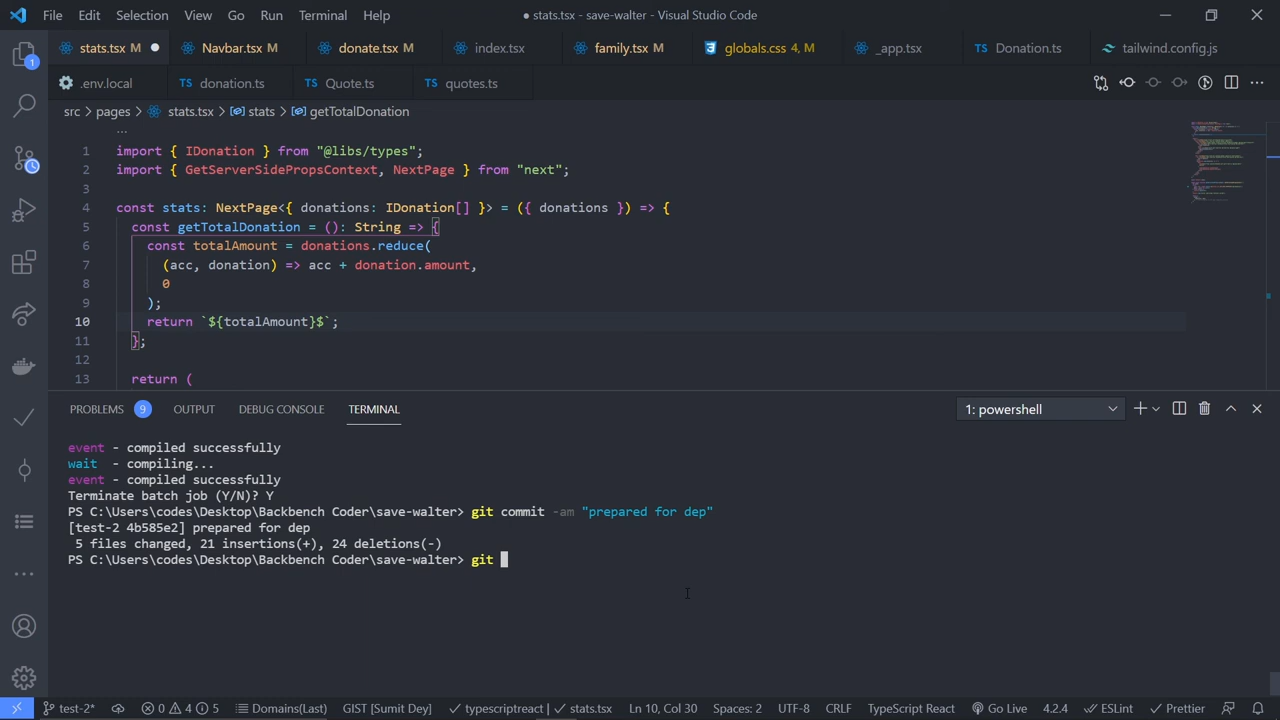 File Edit Selection View Go Run Terminal Help ● stats.tsx - save-walter - Visual Studio Code
stats.tsx M Navbar.tsx M donate.tsx M index.tsx family.tsx M globals.css 4, M _app.tsx TS Donation.ts tailwind.config.js
.env.local TS donation.ts TS Quote.ts TS quotes.ts
src > pages > stats.tsx > stats > getTotalDonation
...
1 import { IDonation } from "@libs/types";
2 import { GetServerSidePropsContext, NextPage } from "next";
3
4 const stats: NextPage<{ donations: IDonation[] }> = ({ donations }) => {
5 const getTotalDonation = (): String => {
6 const totalAmount = donations.reduce(
7 (acc, donation) => acc + donation.amount,
8 0
9 );
10 return `${totalAmount}$`;
11 };
12
13 return (
PROBLEMS 9 OUTPUT DEBUG CONSOLE TERMINAL 1: powershell
event - compiled successfully
wait - compiling...
event - compiled successfully
Terminate batch job (Y/N)? Y
PS C:\Users\codes\Desktop\Backbench Coder\save-walter> git commit -am "prepared for dep"
[test-2 4b585e2] prepared for dep
5 files changed, 21 insertions(+), 24 deletions(-)
PS C:\Users\codes\Desktop\Backbench Coder\save-walter> git
test-2* 0 4 5 Domains(Last) GIST [Sumit Dey] typescriptreact | stats.tsx Ln 10, Col 30 Spaces: 2 UTF-8 CRLF TypeScript React Go Live 4.2.4 ESLint Prettier
1